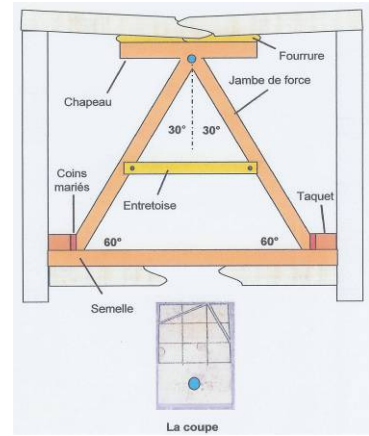 Fourrure
Jambe de force
Chapeau
30° 30°
Coins
mariés
Taquet
Entretoise
60° 60°
Semelle
La coupe